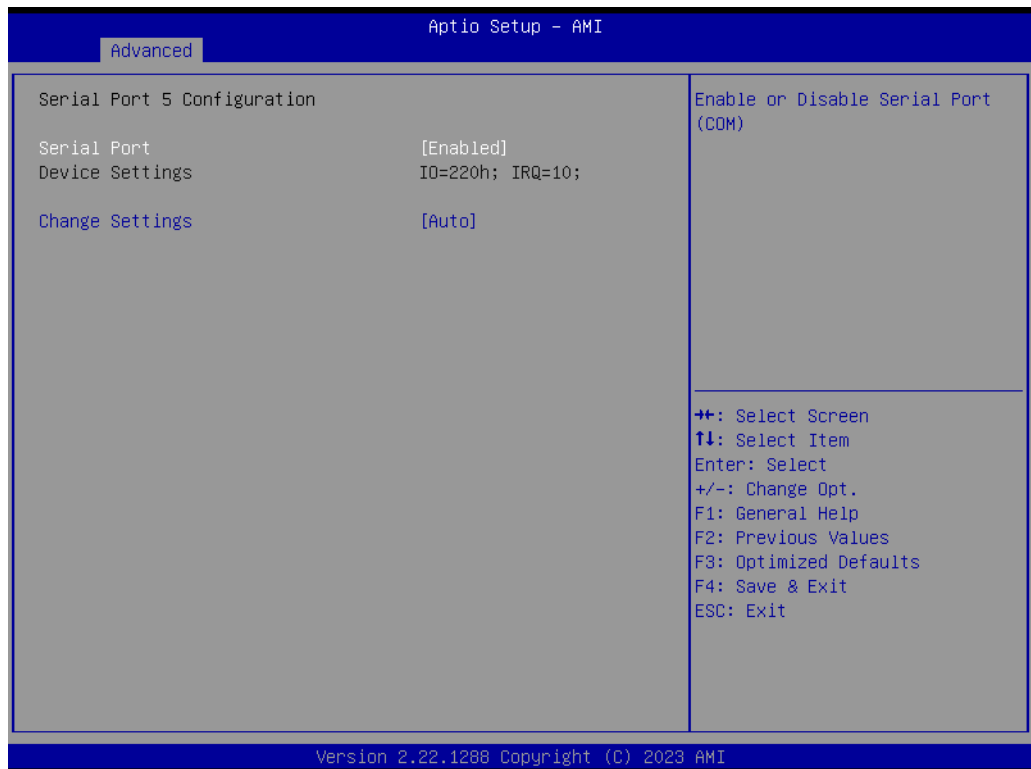 Aptio Setup – AMI
Advanced
Serial Port 5 Configuration
Serial Port [Enabled]
Device Settings IO=220h; IRQ=10;
Change Settings [Auto]
Enable or Disable Serial Port
(COM)
→←: Select Screen
↑↓: Select Item
Enter: Select
+/-: Change Opt.
F1: General Help
F2: Previous Values
F3: Optimized Defaults
F4: Save & Exit
ESC: Exit
Version 2.22.1288 Copyright (C) 2023 AMI